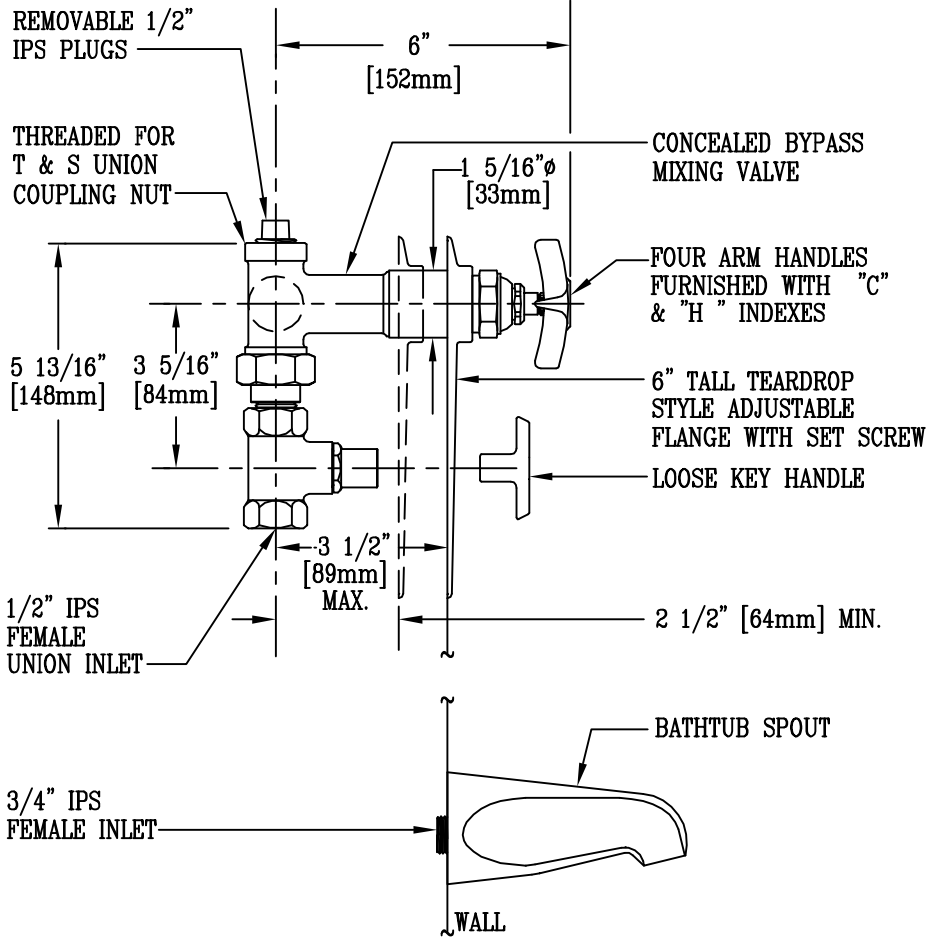 REMOVABLE 1/2"
IPS PLUGS
6"
[152mm]
THREADED FOR
T & S UNION
COUPLING NUT
CONCEALED BYPASS
MIXING VALVE
1 5/16"ø
[33mm]
FOUR ARM HANDLES
FURNISHED WITH "C"
& "H " INDEXES
5 13/16"
[148mm]
3 5/16"
[84mm]
6" TALL TEARDROP
STYLE ADJUSTABLE
FLANGE WITH SET SCREW
LOOSE KEY HANDLE
3 1/2"
[89mm]
MAX.
1/2" IPS
FEMALE
UNION INLET
2 1/2" [64mm] MIN.
BATHTUB SPOUT
3/4" IPS
FEMALE INLET
WALL